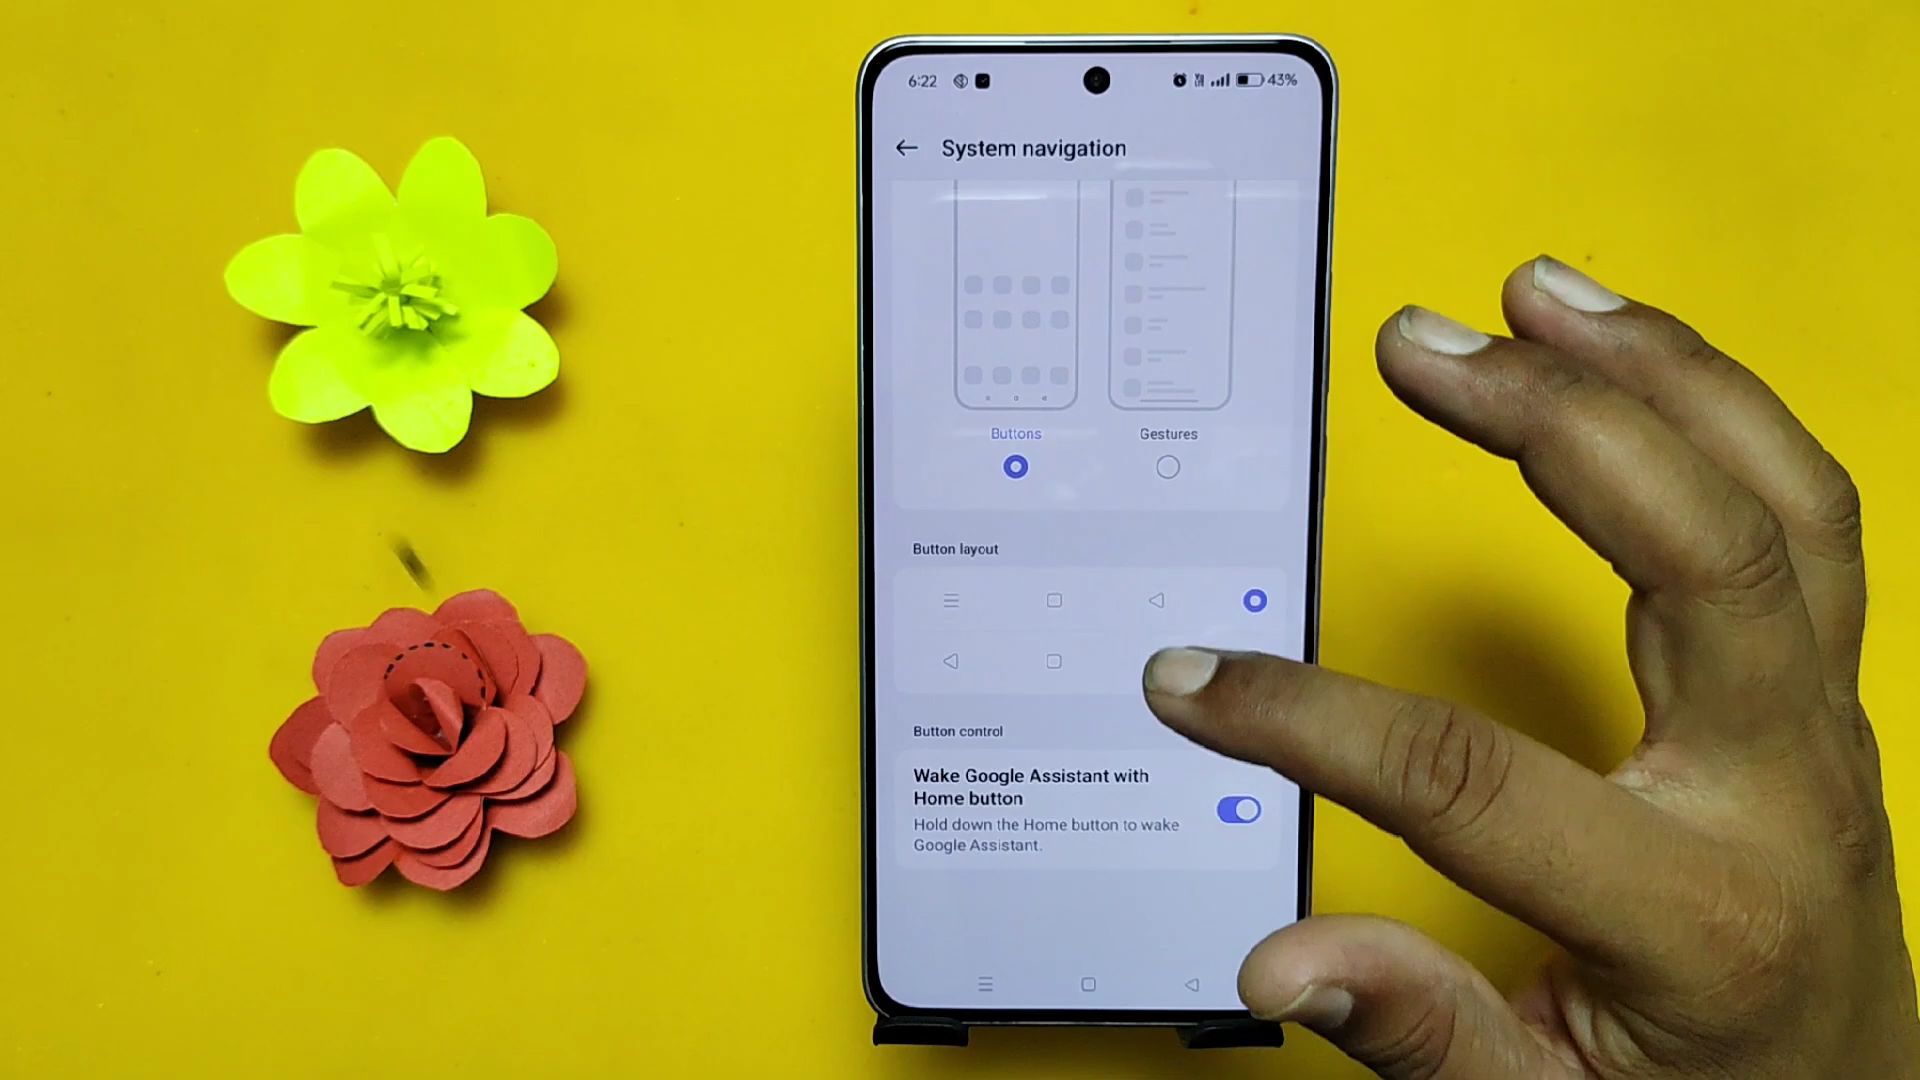 6:22 43%
System navigation
Buttons Gestures
Button layout
Button control
Wake Google Assistant with
Home button
Hold down the Home button to wake
Google Assistant.